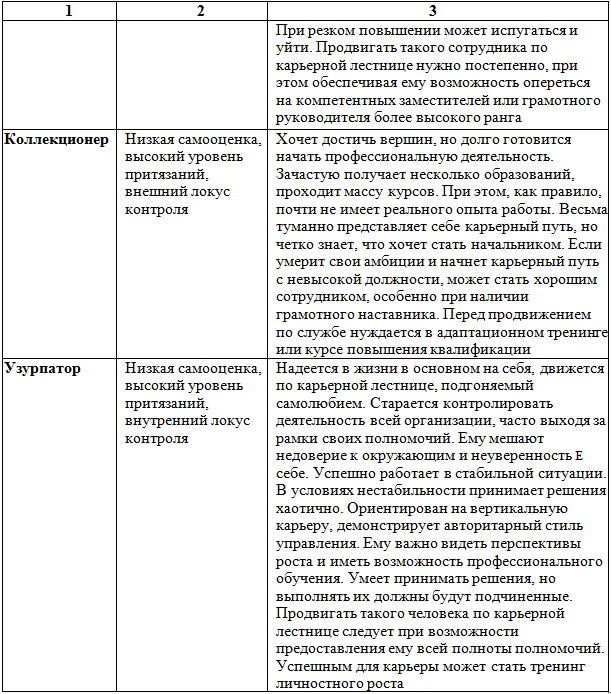 1 2 3
При резком повышении может испугаться и
уйти. Продвигать такого сотрудника по
карьерной лестнице нужно постепенно, при
этом обеспечивая ему возможность опереться
на компетентных заместителей или грамотного
руководителя более высокого ранга
Коллекционер
Низкая самооценка,
высокий уровень
притязаний,
внешний локус
контроля
Хочет достичь вершин, но долго готовится
начать профессиональную деятельность.
Зачастую получает несколько образований,
проходит массу курсов. При этом, как правило,
почти не имеет реального опыта работы. Весьма
туманно представляет себе карьерный путь, но
четко знает, что хочет стать начальником. Если
умерит свои амбиции и начнет карьерный путь
с невысокой должности, может стать хорошим
сотрудником, особенно при наличии
грамотного наставника. Перед продвижением
по службе нуждается в адаптационном тренинге
или курсе повышения квалификации
Узурпатор
Низкая самооценка,
высокий уровень
притязаний,
внутренний локус
контроля
Надеется в жизни в основном на себя, движется
по карьерной лестнице, подгоняемый
самолюбием. Старается контролировать
деятельность всей организации, часто выходя за
рамки своих полномочий. Ему мешают
недоверие к окружающим и неуверенность Е
себе. Успешно работает в стабильной ситуации.
В условиях нестабильности принимает решения
хаотично. Ориентирован на вертикальную
карьеру, демонстрирует авторитарный стиль
управления. Ему важно видеть перспективы
роста и иметь возможность профессионального
обучения. Умеет принимать решения, но
выполнять их должны будут подчиненные.
Продвигать такого человека по карьерной
лестнице следует при возможности
предоставления ему всей полноты полномочий.
Успешным для карьеры может стать тренинг
личностного роста